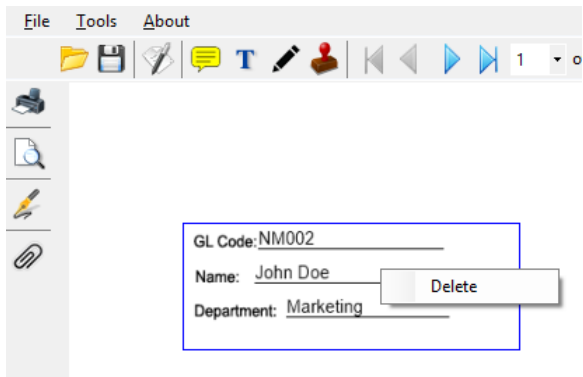 File Tools About
T 1 o
GL Code: NM002
Name: John Doe
Delete
Department: Marketing